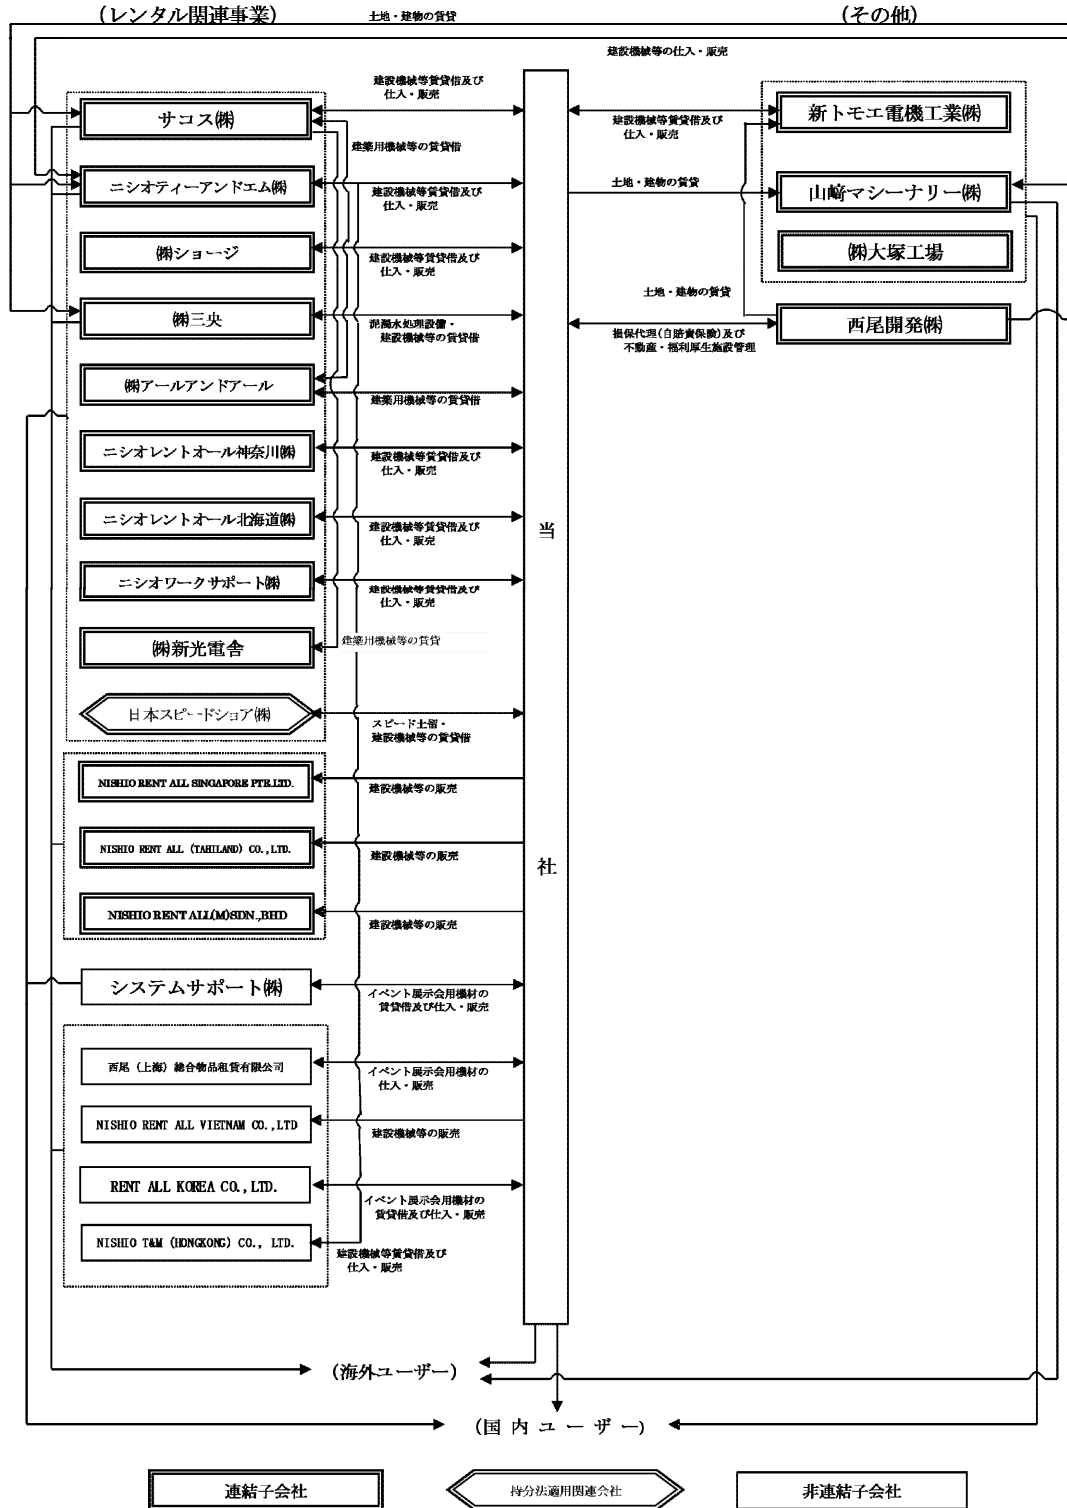 (レンタル関連事業)
土地・建物の賃貸
(その他)
建設機械等の仕入・販売
建設機械等賃貸借及び
仕入・販売
サコス㈱
建築用機械等の賃貸借
ニシオティーアンドエム㈱
建設機械等賃貸借及び
仕入・販売
㈱ショージ
建設機械等賃貸借及び
仕入・販売
㈱三央
泥濁水処理設備・
建設機械等の賃貸借
㈱アールアンドアール
建築用機械等の賃貸借
ニシオレントオール神奈川㈱
建設機械等賃貸借及び
仕入・販売
ニシオレントオール北海道㈱
建設機械等賃貸借及び
仕入・販売
ニシオワークサポート㈱
建設機械等賃貸借及び
仕入・販売
㈱新光電舎
建築用機械等の賃貸
日本スピードショア㈱
スピード土留・
建設機械等の賃貸借
NISHIO RENT ALL SINGAPORE PTE.LTD.
建設機械等の販売
NISHIO RENT ALL (TAHILAND) CO.,LTD.
建設機械等の販売
NISHIO RENT ALL(M)SDN.,BHD
建設機械等の販売
システムサポート㈱
イベント展示会用機材の
賃貸借及び仕入・販売
西尾（上海）総合物品租賃有限公司
イベント展示会用機材の
仕入・販売
NISHIO RENT ALL VIETNAM CO.,LTD
建設機械等の販売
RENT ALL KOREA CO.,LTD.
イベント展示会用機材の
賃貸借及び仕入・販売
NISHIO T&M (HONGKONG) CO., LTD.
建設機械等賃貸借及び
仕入・販売
当
社
新トモエ電機工業㈱
建設機械等賃貸借及び
仕入・販売
土地・建物の賃貸
山﨑マシーナリー㈱
㈱大塚工場
土地・建物の賃貸
西尾開発㈱
損保代理(自賠責保険)及び
不動産・福利厚生施設管理
(海外ユーザー)
(国 内 ユ ー ザ ー)
連結子会社
持分法適用関連会社
非連結子会社